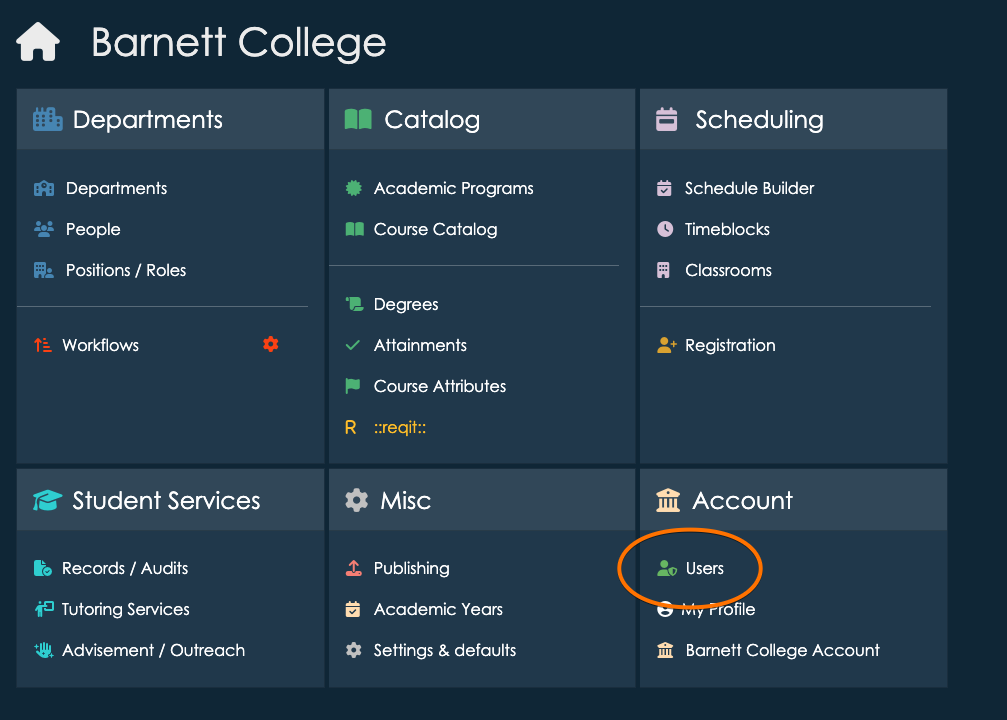 Barnett College
Departments
Departments
People
Positions / Roles
Workflows
Catalog
Academic Programs
Course Catalog
Degrees
Attainments
Course Attributes
R ::reqit::
Scheduling
Schedule Builder
Timeblocks
Classrooms
Registration
Student Services
Records / Audits
Tutoring Services
Advisement / Outreach
Misc
Publishing
Academic Years
Settings & defaults
Account
Users
My Profile
Barnett College Account